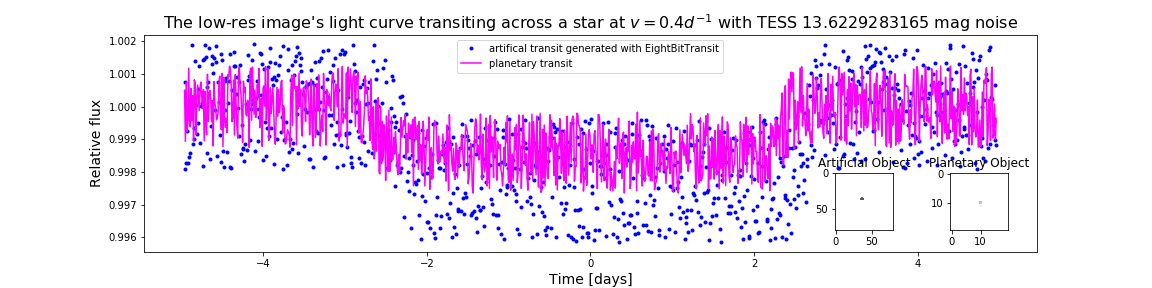 The low-res image's light curve transiting across a star at v = 0.4d⁻¹ with TESS 13.6229283165 mag noise
artifical transit generated with EightBitTransit
planetary transit
Relative flux
1.002
1.001
1.000
0.999
0.998
0.997
0.996
Artificial Object
0
50
0 50
Planetary Object
0
10
0 10
−4 −2 0 2 4
Time [days]